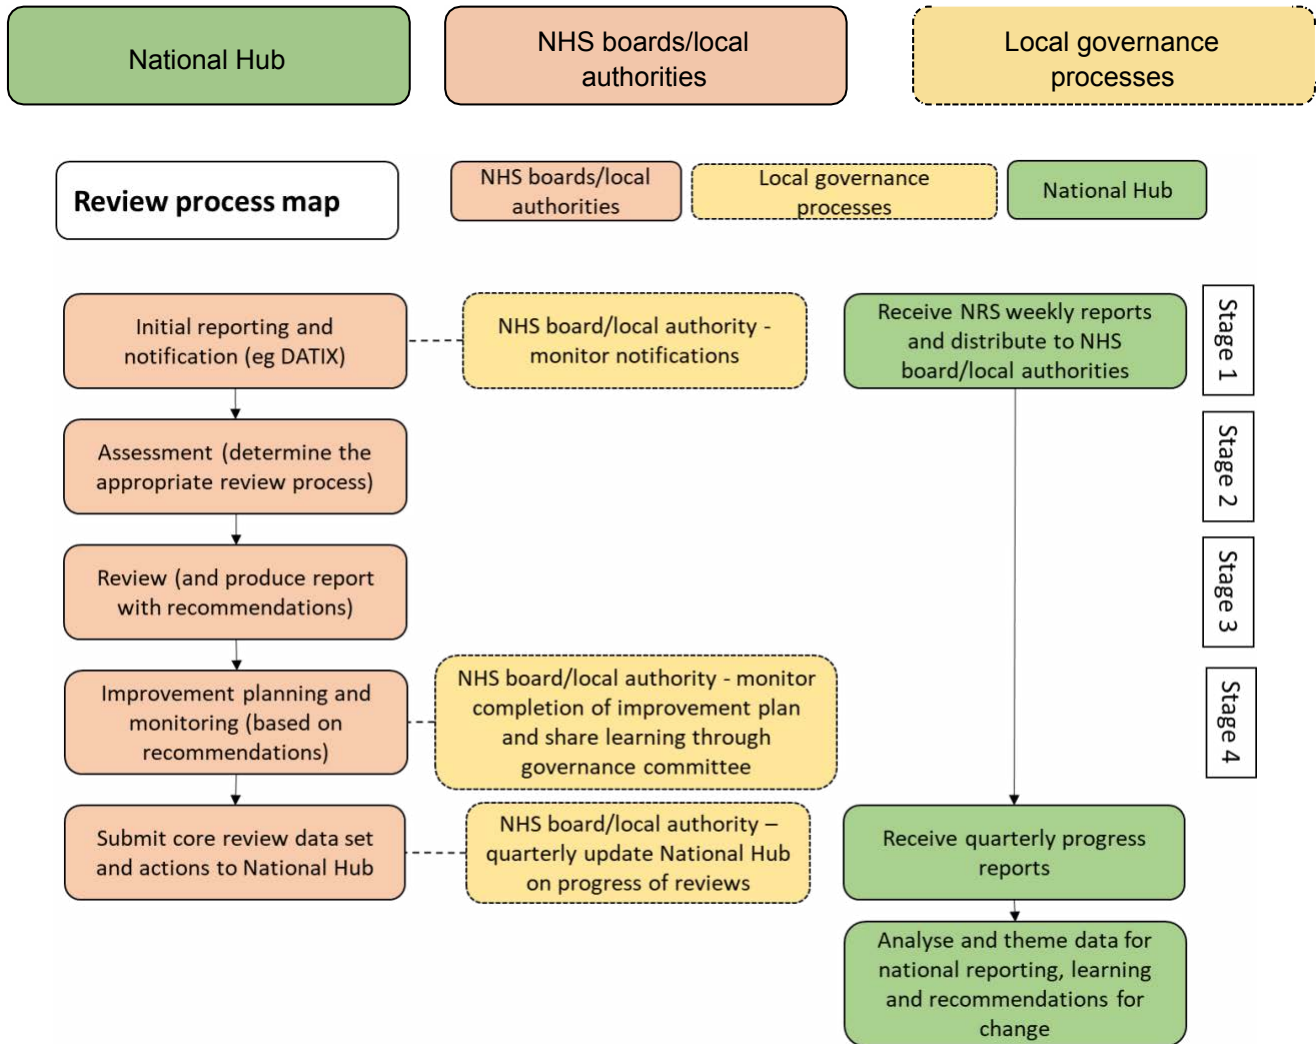 National Hub
NHS boards/local
authorities
Local governance
processes
Review process map
NHS boards/local
authorities
Local governance
processes
National Hub
Initial reporting and
notification (eg DATIX)
NHS board/local authority -
monitor notifications
Receive NRS weekly reports
and distribute to NHS
board/local authorities
Stage 1
Assessment (determine the
appropriate review process)
Stage 2
Review (and produce report
with recommendations)
Stage 3
Improvement planning and
monitoring (based on
recommendations)
NHS board/local authority - monitor
completion of improvement plan
and share learning through
governance committee
Stage 4
Submit core review data set
and actions to National Hub
NHS board/local authority –
quarterly update National Hub
on progress of reviews
Receive quarterly progress
reports
Analyse and theme data for
national reporting, learning
and recommendations for
change